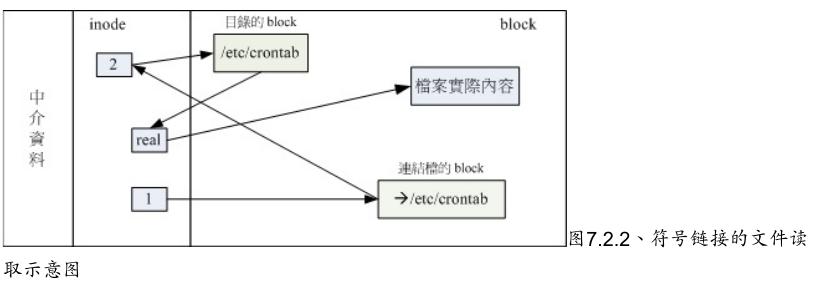 inode
目錄的 block
block
2
/etc/crontab
檔案實際內容
中介資料
real
連結檔的 block
1
→/etc/crontab
图7.2.2、符号链接的文件读
取示意图